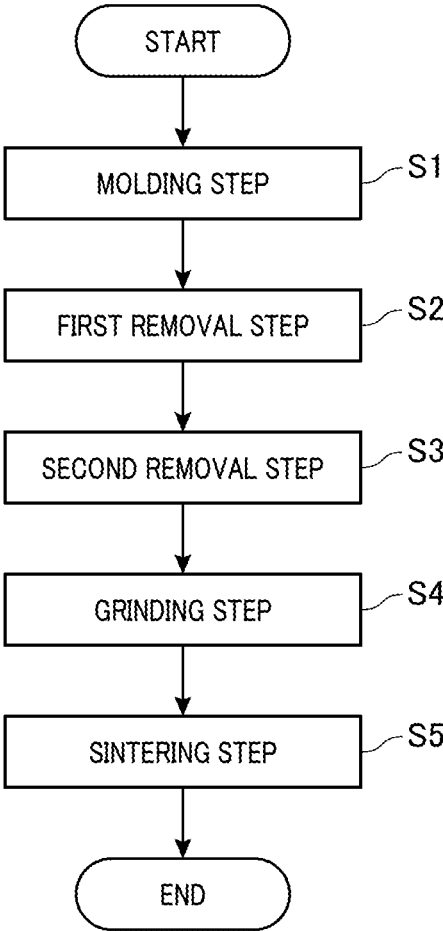 START
MOLDING STEP
S1
FIRST REMOVAL STEP
S2
SECOND REMOVAL STEP
S3
GRINDING STEP
S4
SINTERING STEP
S5
END